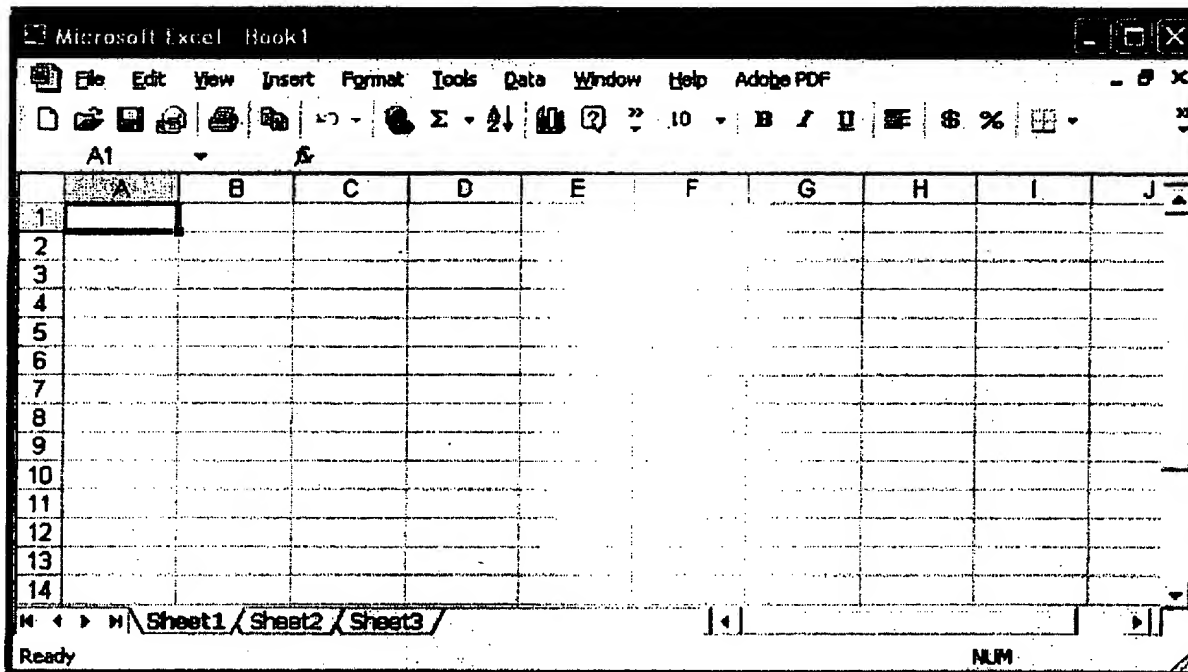 Microsoft Excel Book1
File Edit View Insert Format Tools Data Window Help Adobe PDF
Σ A Z 10 B I U $ %
A1 fx
A B C D E F G H I J
1
2
3
4
5
6
7
8
9
10
11
12
13
14
Sheet1 Sheet2 Sheet3
Ready NUM